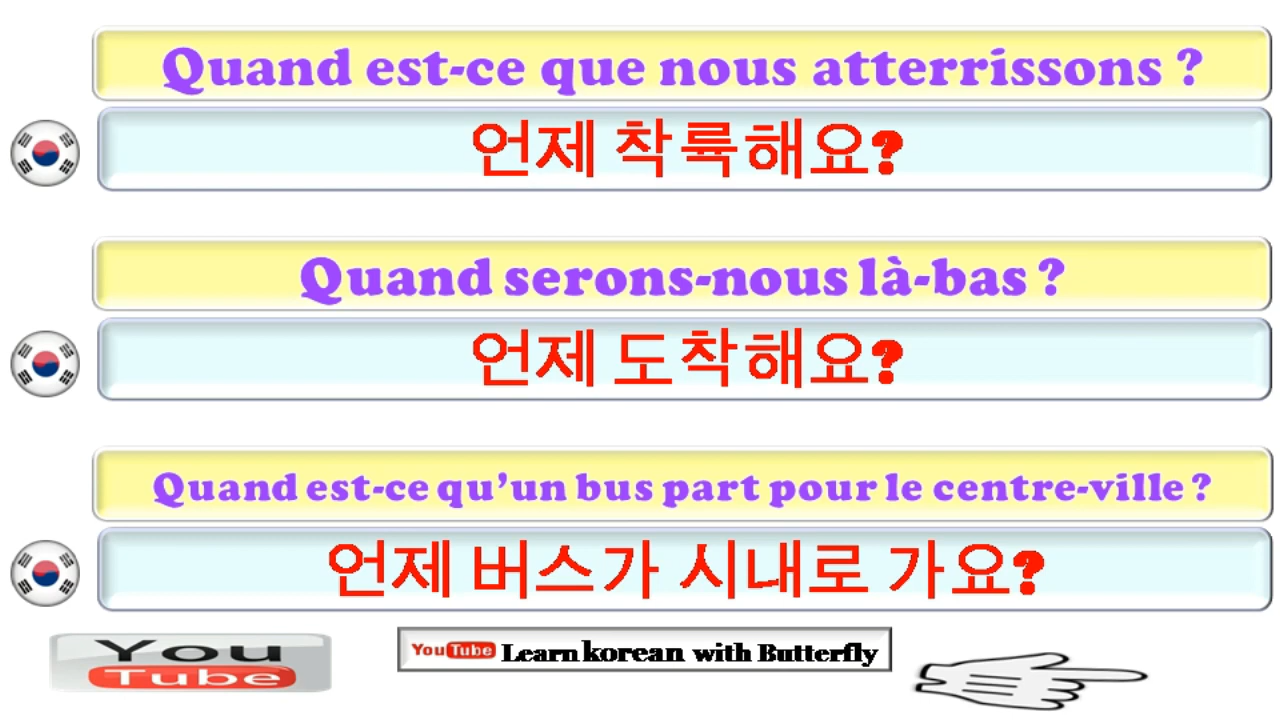 Quand est-ce que nous atterrissons ?
언제 착륙해요?
Quand serons-nous là-bas ?
언제 도착해요?
Quand est-ce qu’un bus part pour le centre-ville ?
언제 버스가 시내로 가요?
You
Tube
YouTube Learn korean with Butterfly